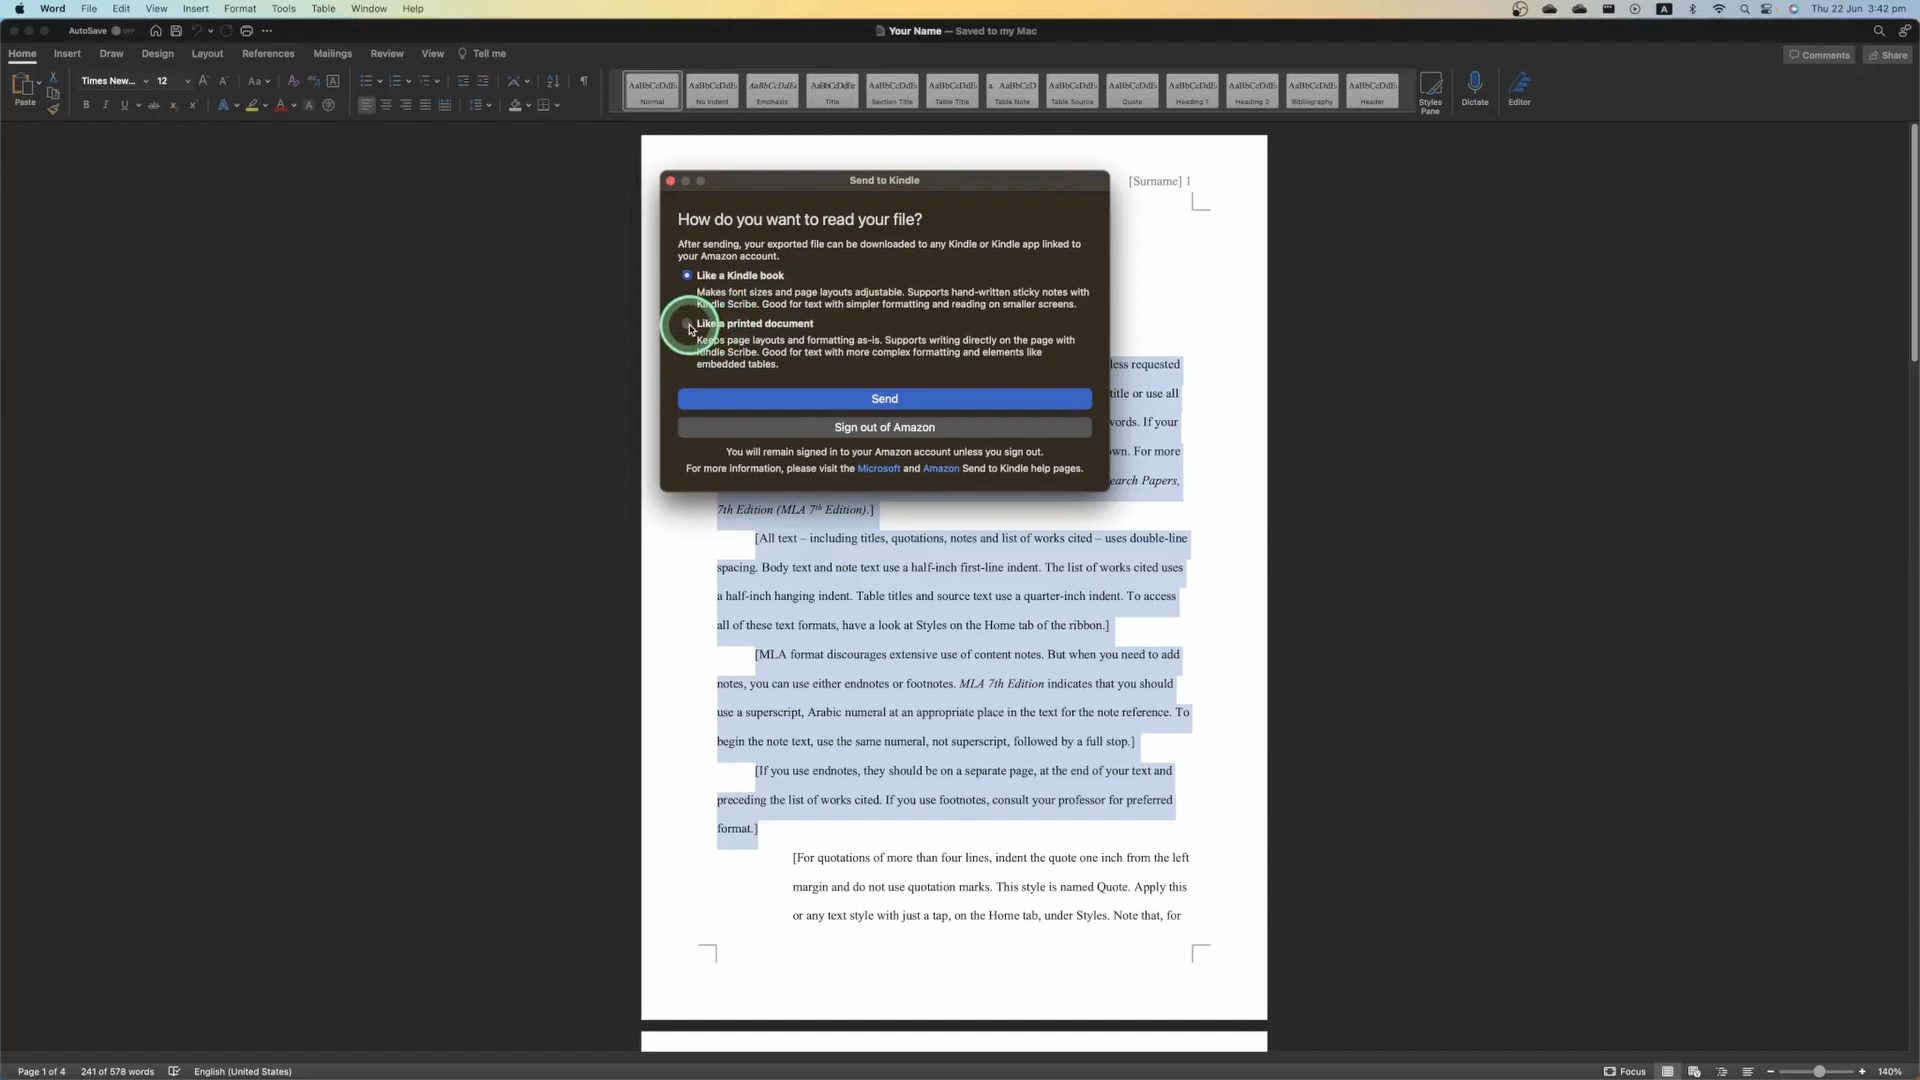 Word File Edit View Insert Format Tools Table Window Help
A Thu 22 Jun 3:42 pm
AutoSave OFF
Your Name — Saved to my Mac
Home Insert Draw Design Layout References Mailings Review View Tell me
Comments Share
Paste
Times New... 12
AaBbCcDdE
Normal
AaBbCcDdE
No Indent
AaBbCcDdE
Emphasis
AaBbCcDdE
Title
AaBbCcDdE
Section Title
AaBbCcDdE
Table Title
a. AaBbCcDdE
Table Note
AaBbCcDdE
Table Source
AaBbCcDdE
Quote
AaBbCcDdE
Heading 1
AaBbCcDdE
Heading 2
AaBbCcDdE
Bibliography
AaBbCcDdE
Header
Styles
Pane
Dictate
Editor
[Surname] 1
Send to Kindle
How do you want to read your file?
After sending, your exported file can be downloaded to any Kindle or Kindle app linked to
your Amazon account.
Like a Kindle book
Makes font sizes and page layouts adjustable. Supports hand-written sticky notes with
Kindle Scribe. Good for text with simpler formatting and reading on smaller screens.
Like a printed document
Keeps page layouts and formatting as-is. Supports writing directly on the page with
Kindle Scribe. Good for text with more complex formatting and elements like
embedded tables.
Send
Sign out of Amazon
You will remain signed in to your Amazon account unless you sign out.
For more information, please visit the Microsoft and Amazon Send to Kindle help pages.
less requested
title or use all
words. If your
own. For more
earch Papers,
7th Edition (MLA 7th Edition).]
[All text – including titles, quotations, notes and list of works cited – uses double-line
spacing. Body text and note text use a half-inch first-line indent. The list of works cited uses
a half-inch hanging indent. Table titles and source text use a quarter-inch indent. To access
all of these text formats, have a look at Styles on the Home tab of the ribbon.]
[MLA format discourages extensive use of content notes. But when you need to add
notes, you can use either endnotes or footnotes. MLA 7th Edition indicates that you should
use a superscript, Arabic numeral at an appropriate place in the text for the note reference. To
begin the note text, use the same numeral, not superscript, followed by a full stop.]
[If you use endnotes, they should be on a separate page, at the end of your text and
preceding the list of works cited. If you use footnotes, consult your professor for preferred
format.]
[For quotations of more than four lines, indent the quote one inch from the left
margin and do not use quotation marks. This style is named Quote. Apply this
or any text style with just a tap, on the Home tab, under Styles. Note that, for
Page 1 of 4 241 of 578 words English (United States) Focus 140%